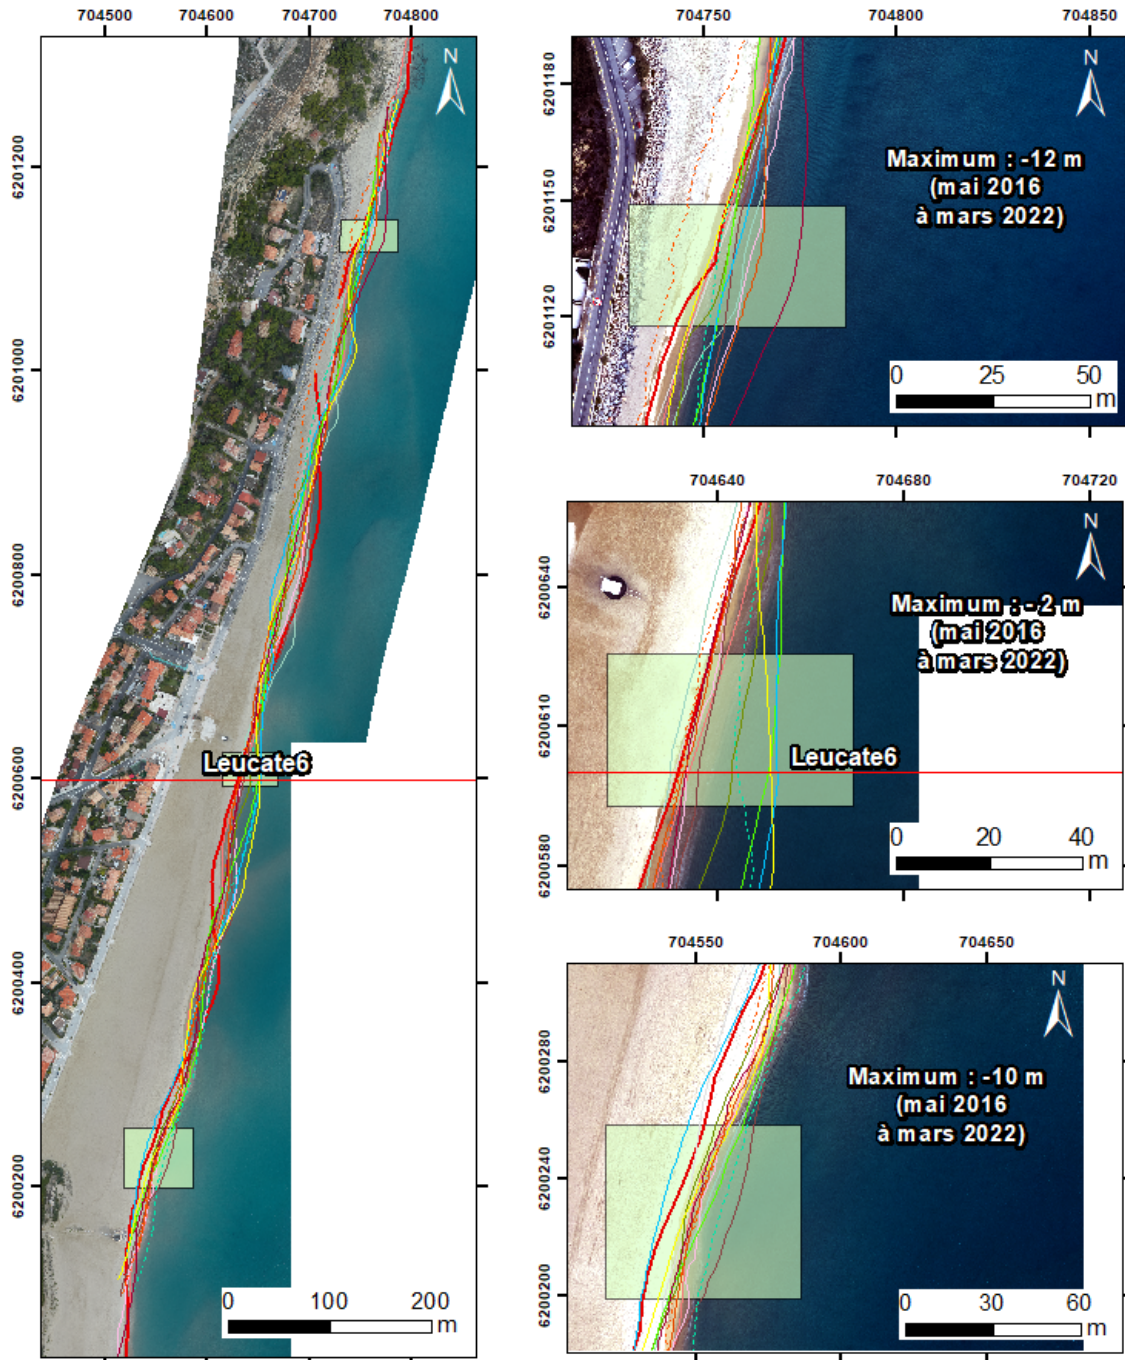 704500 704600 704700 704800
N
6201200
6201000
6200800
6200600
6200400
6200200
Leucate6
0 100 200
m
704750 704800 704850
N
6201180
6201150
6201120
Maximum : -12 m
(mai 2016
à mars 2022)
0 25 50
m
704640 704680 704720
N
6200640
6200610
6200580
Maximum : - 2 m
(mai 2016
à mars 2022)
Leucate6
0 20 40
m
704550 704600 704650
N
6200280
6200240
6200200
Maximum : -10 m
(mai 2016
à mars 2022)
0 30 60
m